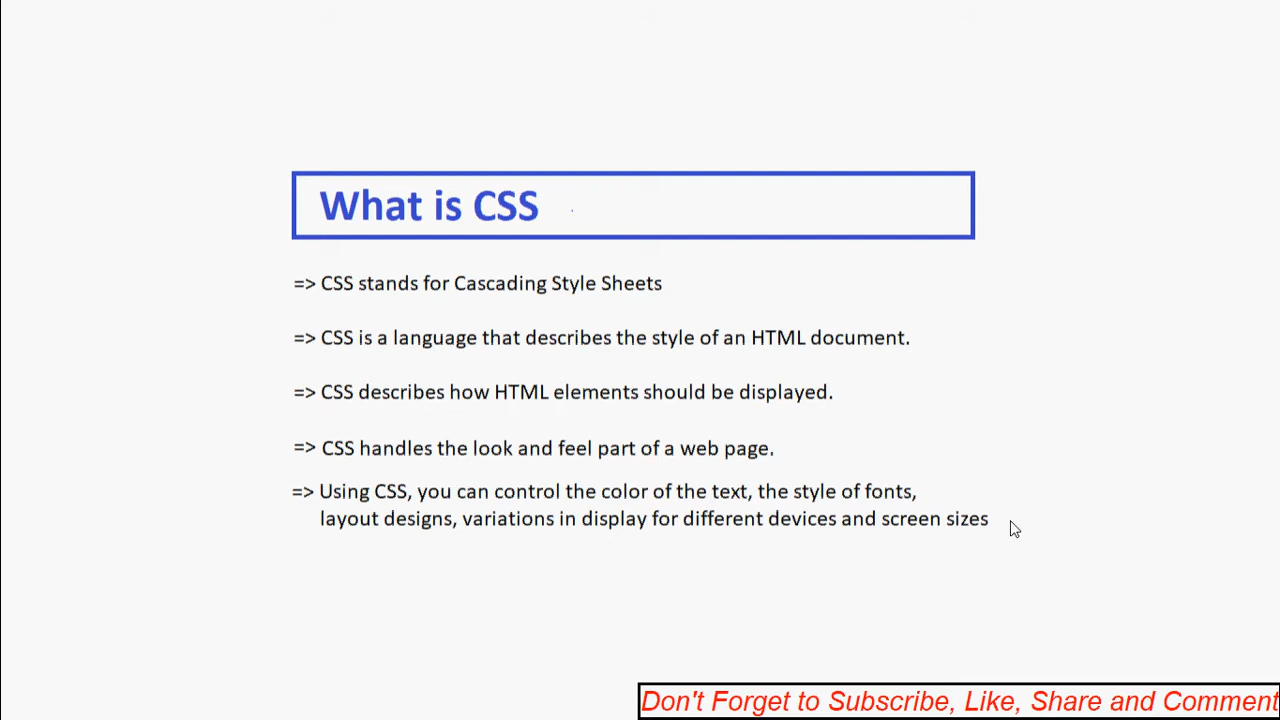 What is CSS
=> CSS stands for Cascading Style Sheets
=> CSS is a language that describes the style of an HTML document.
=> CSS describes how HTML elements should be displayed.
=> CSS handles the look and feel part of a web page.
=> Using CSS, you can control the color of the text, the style of fonts,
layout designs, variations in display for different devices and screen sizes
Don't Forget to Subscribe, Like, Share and Comment